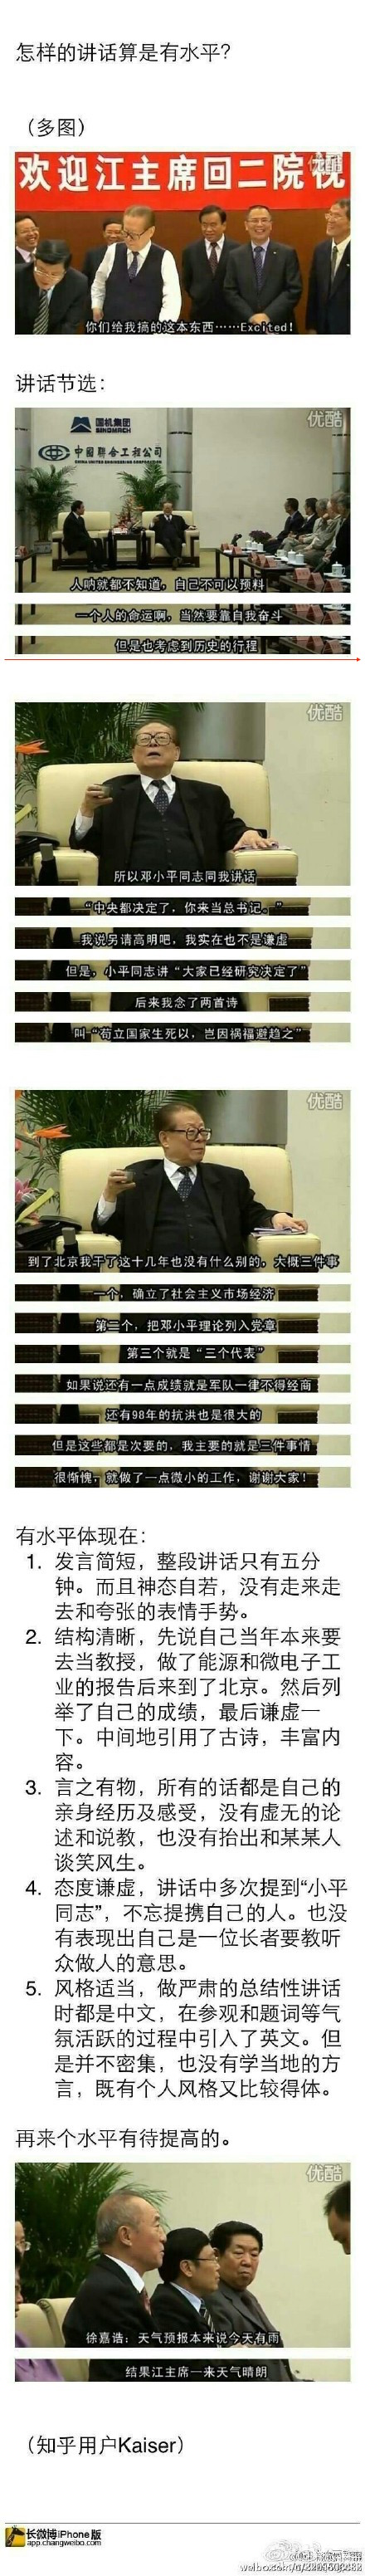 怎样的讲话算是有水平？
（多图）
欢迎江主席回二院视
优酷
你们给我搞的这本东西……Excited！
讲话节选：
优酷
国机集团
SINOMACH
中国联合工程公司
CHINA UNITED ENGINEERING CORPORATION
人呐就都不知道，自己不可以预料
一个人的命运啊，当然要靠自我奋斗
但是也考虑到历史的行程
优酷
所以邓小平同志同我讲话
“中央都决定了，你来当总书记。”
我说另请高明吧，我实在也不是谦虚
但是，小平同志讲“大家已经研究决定了”
后来我念了两首诗
叫“苟立国家生死以，岂因祸福避趋之”
优酷
到了北京我干了这十几年也没有什么别的，大概三件事
一个，确立了社会主义市场经济
第二个，把邓小平理论列入党章
第三个就是“三个代表”
如果说还有一点成绩就是军队一律不得经商
还有98年的抗洪也是很大的
但是这些都是次要的，我主要的就是三件事情
很惭愧，就做了一点微小的工作，谢谢大家！
有水平体现在：
1. 发言简短，整段讲话只有五分
钟。而且神态自若，没有走来走
去和夸张的表情手势。
2. 结构清晰，先说自己当年本来要
去当教授，做了能源和微电子工
业的报告后来到了北京。然后列
举了自己的成绩，最后谦虚一
下。中间地引用了古诗，丰富内
容。
3. 言之有物，所有的话都是自己的
亲身经历及感受，没有虚无的论
述和说教，也没有抬出和某某人
谈笑风生。
4. 态度谦虚，讲话中多次提到“小平
同志”，不忘提携自己的人。也没
有表现出自己是一位长者要教听
众做人的意思。
5. 风格适当，做严肃的总结性讲话
时都是中文，在参观和题词等气
氛活跃的过程中引入了英文。但
是并不密集，也没有学当地的方
言，既有个人风格又比较得体。
再来个水平有待提高的。
优酷
徐嘉诰：天气预报本来说今天有雨
结果江主席一来天气晴朗
（知乎用户Kaiser）
长微博iPhone版
app.changweibo.com